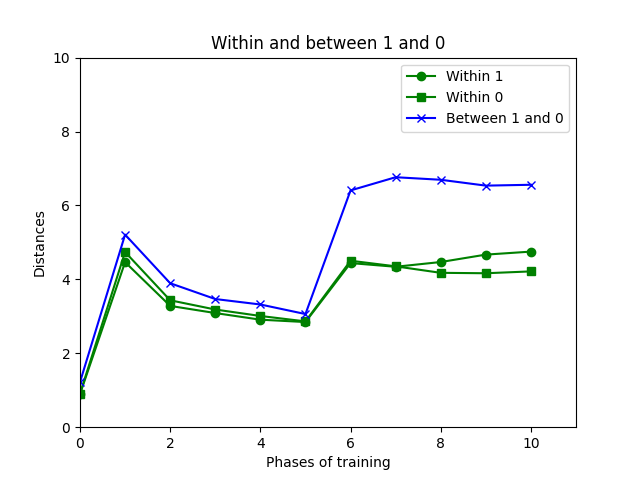 Within and between 1 and 0
10
8
6
4
2
0
Distances
Within 1
Within 0
Between 1 and 0
0 2 4 6 8 10
Phases of training